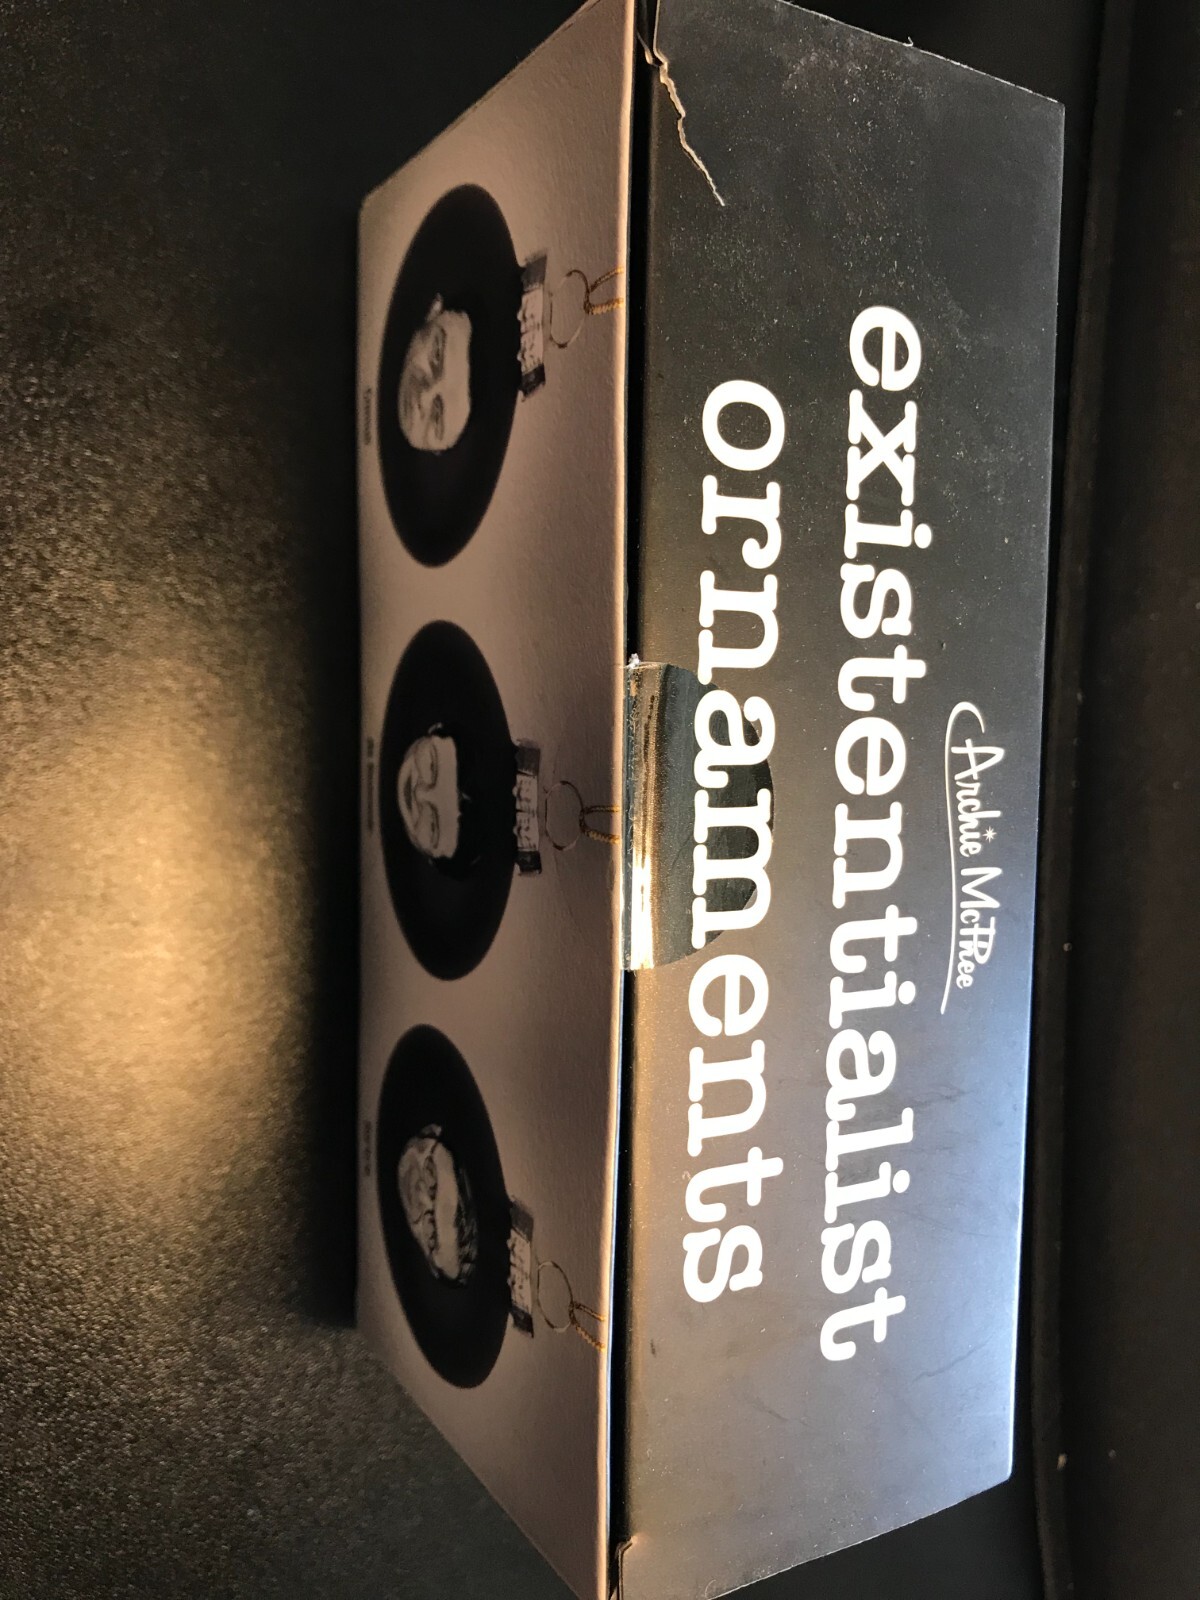 Archie McPhee
existentialist
ornaments